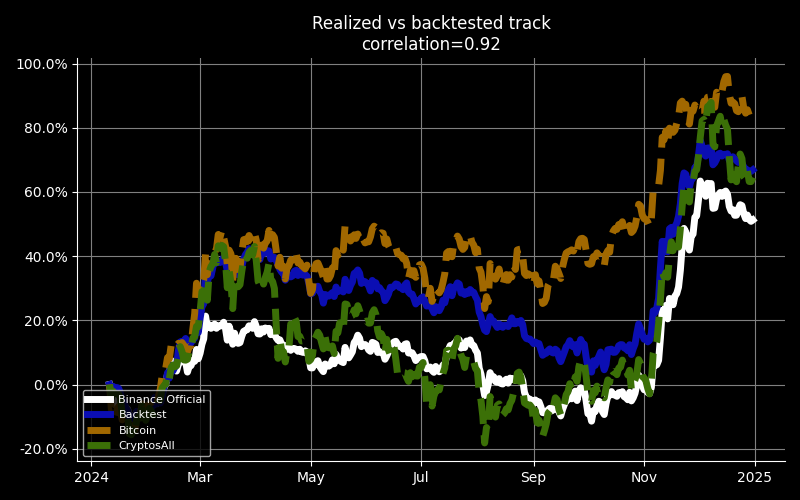 Realized vs backtested track
correlation=0.92
100.0%
80.0%
60.0%
40.0%
20.0%
0.0%
-20.0%
Binance Official
Backtest
Bitcoin
CryptosAll
2024 Mar May Jul Sep Nov 2025